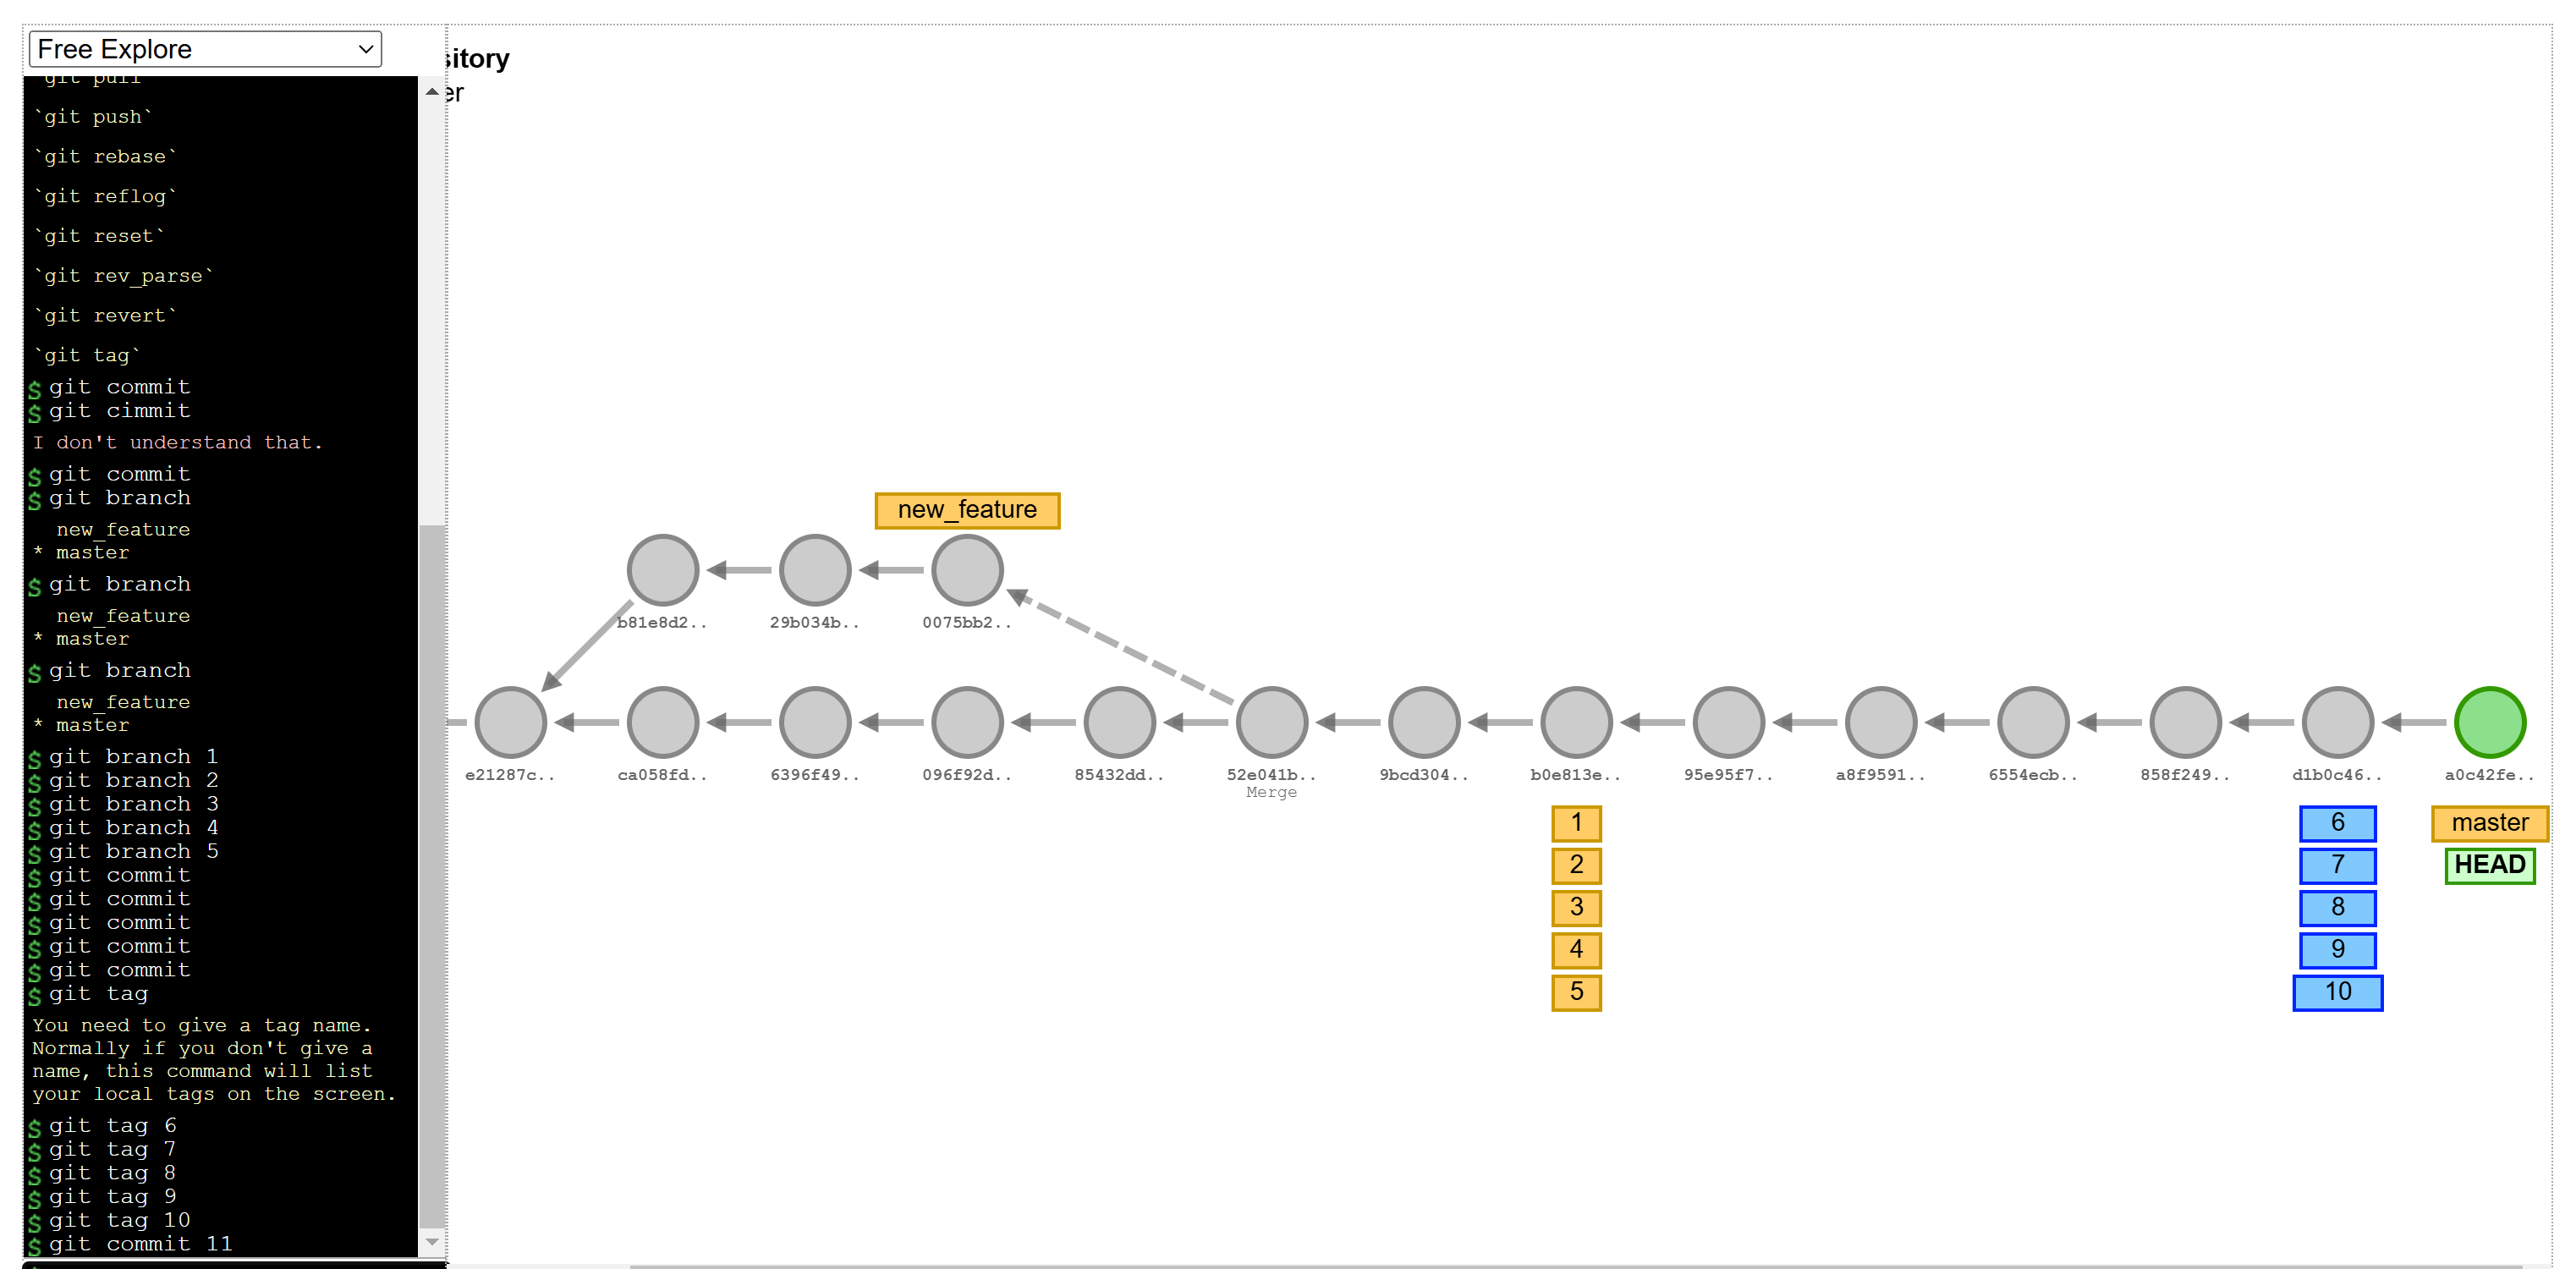 Free Explore
`git pull`
`git push`
`git rebase`
`git reflog`
`git reset`
`git rev_parse`
`git revert`
`git tag`
$ git commit
$ git cimmit
I don't understand that.
$ git commit
$ git branch
new_feature
* master
$ git branch
new_feature
* master
$ git branch
new_feature
* master
$ git branch 1
$ git branch 2
$ git branch 3
$ git branch 4
$ git branch 5
$ git commit
$ git commit
$ git commit
$ git commit
$ git commit
$ git tag
You need to give a tag name.
Normally if you don't give a
name, this command will list
your local tags on the screen.
$ git tag 6
$ git tag 7
$ git tag 8
$ git tag 9
$ git tag 10
$ git commit 11
sitory
er
new_feature
b81e8d2.. 29b034b.. 0075bb2..
e21287c.. ca058fd.. 6396f49.. 096f92d.. 85432dd.. 52e041b.. 9bcd304.. b0e813e.. 95e95f7.. a8f9591.. 6554ecb.. 858f249.. d1b0c46.. a0c42fe..
Merge
1 6 master
2 7 HEAD
3 8
4 9
5 10